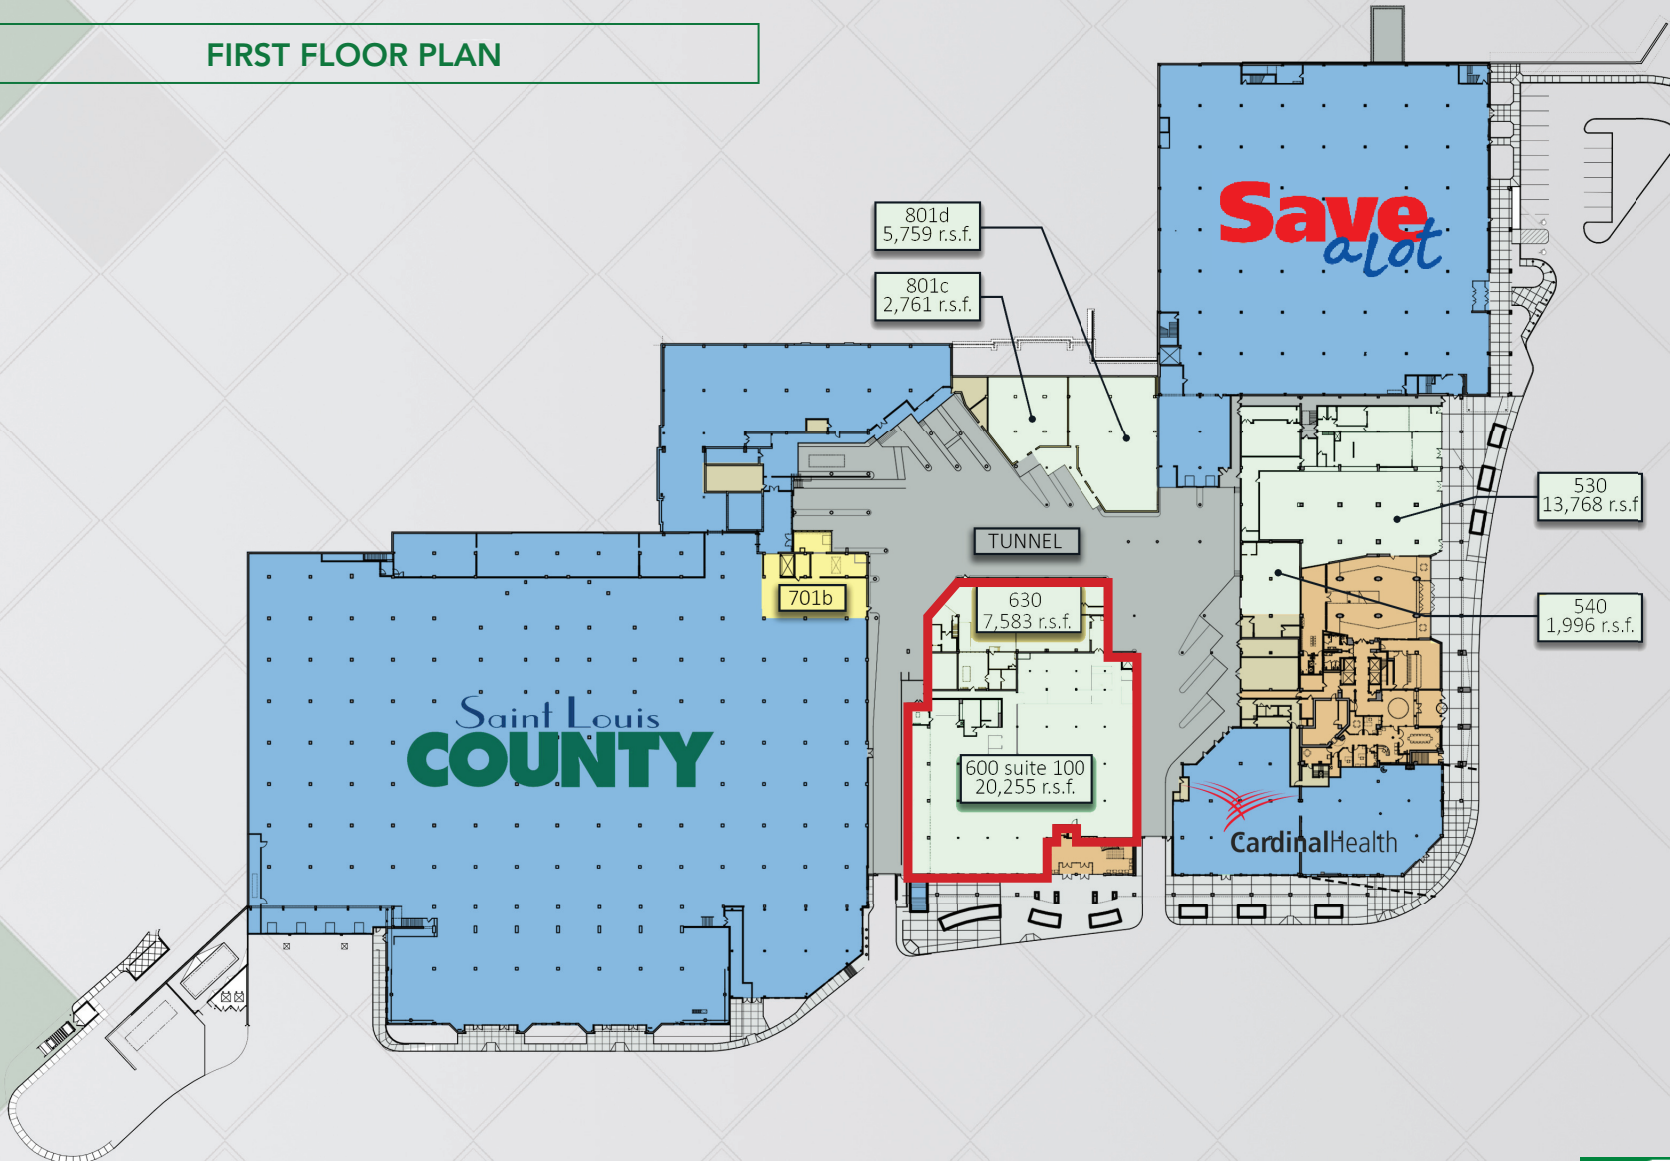 FIRST FLOOR PLAN
Save
a lot
801d
5,759 r.s.f.
801c
2,761 r.s.f.
530
13,768 r.s.f
TUNNEL
701b
630
7,583 r.s.f.
540
1,996 r.s.f.
Saint Louis
COUNTY
600 suite 100
20,255 r.s.f.
CardinalHealth